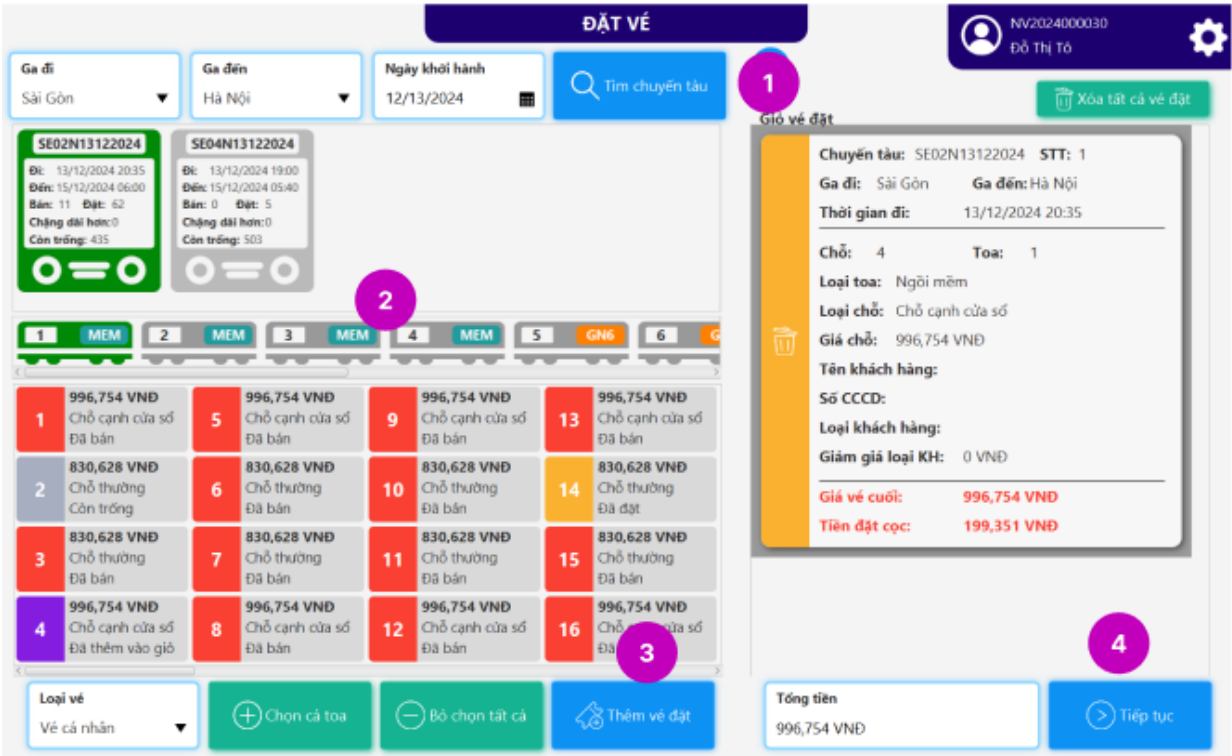 ĐẶT VÉ
NV2024000030
Đỗ Thị Tó
Ga đi
Sài Gòn
Ga đến
Hà Nội
Ngày khởi hành
12/13/2024
Tìm chuyến tàu
1
Xóa tất cả vé đặt
Giỏ vé đặt
SE02N13122024
Đi: 13/12/2024 20:35
Đến: 15/12/2024 06:00
Bán: 11 Đặt: 62
Chặng dài hơn:0
Còn trống: 435
SE04N13122024
Đi: 13/12/2024 19:00
Đến: 15/12/2024 05:40
Bán: 0 Đặt: 5
Chặng dài hơn:0
Còn trống: 503
2
1 MEM
2 MEM
3 MEM
4 MEM
5 GN6
6 G
1
996,754 VNĐ
Chỗ cạnh cửa sổ
Đã bán
5
996,754 VNĐ
Chỗ cạnh cửa sổ
Đã bán
9
996,754 VNĐ
Chỗ cạnh cửa sổ
Đã bán
13
996,754 VNĐ
Chỗ cạnh cửa sổ
Đã bán
2
830,628 VNĐ
Chỗ thường
Còn trống
6
830,628 VNĐ
Chỗ thường
Đã bán
10
830,628 VNĐ
Chỗ thường
Đã bán
14
830,628 VNĐ
Chỗ thường
Đã đặt
3
830,628 VNĐ
Chỗ thường
Đã bán
7
830,628 VNĐ
Chỗ thường
Đã bán
11
830,628 VNĐ
Chỗ thường
Đã bán
15
830,628 VNĐ
Chỗ thường
Đã bán
4
996,754 VNĐ
Chỗ cạnh cửa sổ
Đã thêm vào giỏ
8
996,754 VNĐ
Chỗ cạnh cửa sổ
Đã bán
12
996,754 VNĐ
Chỗ cạnh cửa sổ
Đã bán
16
996,754 VNĐ
Chỗ sổ
Đã
3
Loại vé
Vé cá nhân
Chọn cả toa
Bỏ chọn tất cả
Thêm vé đặt
Chuyến tàu: SE02N13122024 STT: 1
Ga đi: Sài Gòn Ga đến: Hà Nội
Thời gian đi: 13/12/2024 20:35
Chỗ: 4 Toa: 1
Loại toa: Ngồi mềm
Loại chỗ: Chỗ cạnh cửa sổ
Giá chỗ: 996,754 VNĐ
Tên khách hàng:
Số CCCD:
Loại khách hàng:
Giảm giá loại KH: 0 VNĐ
Giá vé cuối: 996,754 VNĐ
Tiền đặt cọc: 199,351 VNĐ
4
Tổng tiền
996,754 VNĐ
Tiếp tục